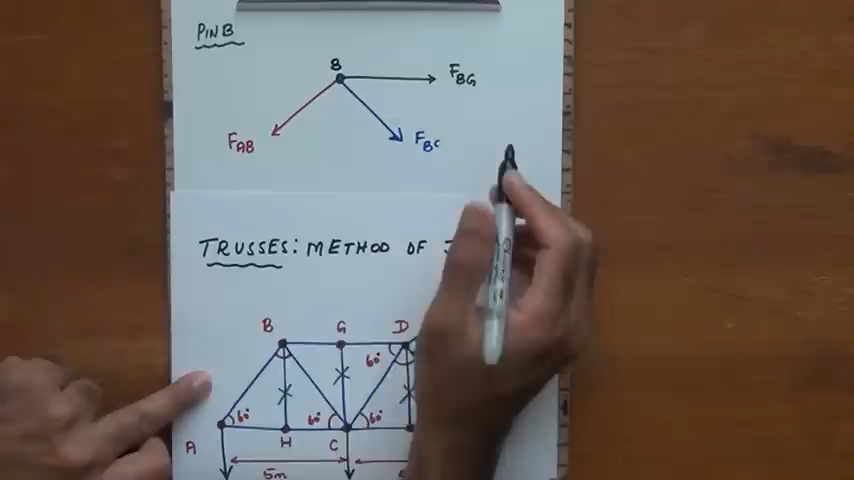 PIN B
B
F_BG
F_AB
F_BC
TRUSSES: METHOD OF
B G D
60°
60° 60° 60°
A H C
5m